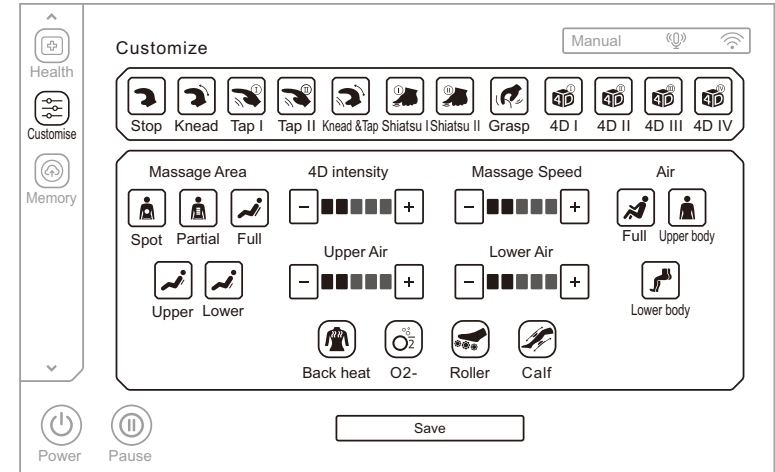 Health
Customise
Memory
Customize
Manual
Stop Knead Tap I Tap II Knead &Tap Shiatsu I Shiatsu II Grasp 4D I 4D II 4D III 4D IV
Massage Area 4D intensity Massage Speed Air
Spot Partial Full
Full Upper body
Upper Air Lower Air
Upper Lower
Lower body
Back heat O2- Roller Calf
Save
Power Pause